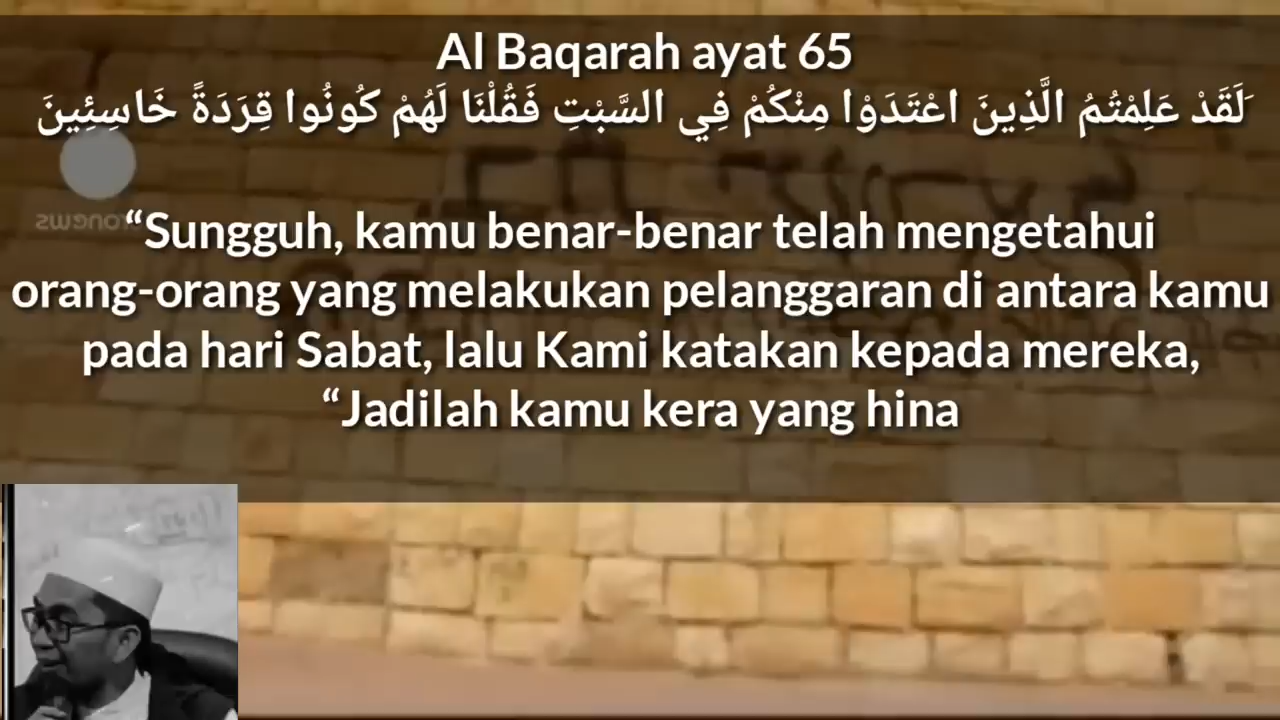 Al Baqarah ayat 65
َلَقَدْ عَلِمْتُمُ الَّذِينَ اعْتَدَوْا مِنْكُمْ فِي السَّبْتِ فَقُلْنَا لَهُمْ كُونُوا قِرَدَةً خَاسِئِينَ
“Sungguh, kamu benar-benar telah mengetahui
orang-orang yang melakukan pelanggaran di antara kamu
pada hari Sabat, lalu Kami katakan kepada mereka,
“Jadilah kamu kera yang hina